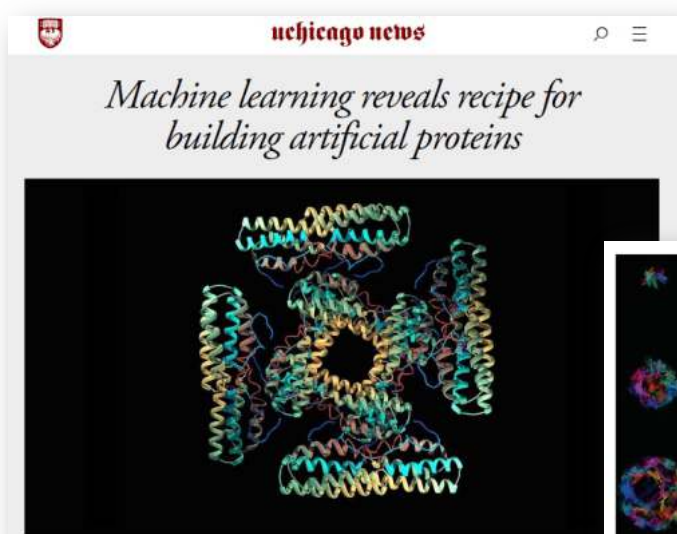 uchicago news
Machine learning reveals recipe for
building artificial proteins